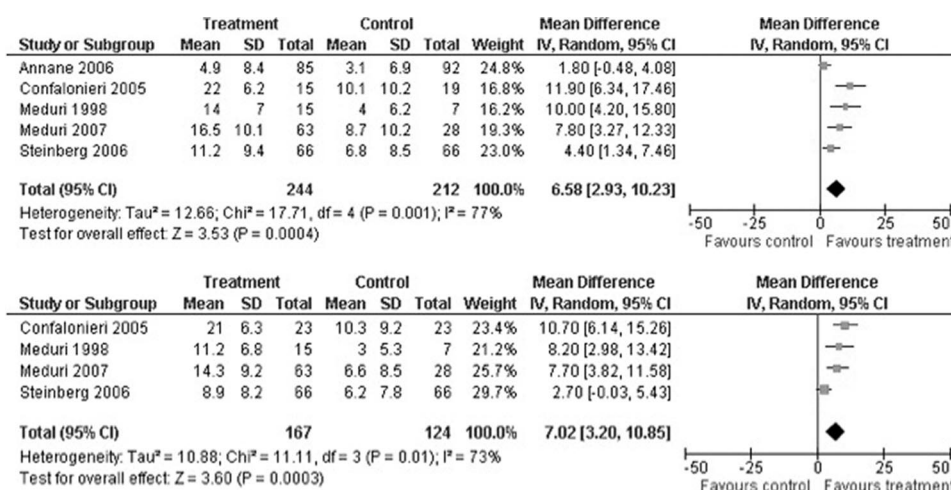 Treatment Control Mean Difference Mean Difference
Study or Subgroup Mean SD Total Mean SD Total Weight IV, Random, 95% CI IV, Random, 95% CI
Annane 2006 4.9 8.4 85 3.1 6.9 92 24.8% 1.80 [-0.48, 4.08]
Confalonieri 2005 22 6.2 15 10.1 10.2 19 16.8% 11.90 [6.34, 17.46]
Meduri 1998 14 7 15 4 6.2 7 16.2% 10.00 [4.20, 15.80]
Meduri 2007 16.5 10.1 63 8.7 10.2 28 19.3% 7.80 [3.27, 12.33]
Steinberg 2006 11.2 9.4 66 6.8 8.5 66 23.0% 4.40 [1.34, 7.46]
Total (95% CI) 244 212 100.0% 6.58 [2.93, 10.23]
Heterogeneity: Tau² = 12.66; Chi² = 17.71, df = 4 (P = 0.001); I² = 77%
Test for overall effect: Z = 3.53 (P = 0.0004)
-50 -25 0 25 50
Favours control Favours treatment
Treatment Control Mean Difference Mean Difference
Study or Subgroup Mean SD Total Mean SD Total Weight IV, Random, 95% CI IV, Random, 95% CI
Confalonieri 2005 21 6.3 23 10.3 9.2 23 23.4% 10.70 [6.14, 15.26]
Meduri 1998 11.2 6.8 15 3 5.3 7 21.2% 8.20 [2.98, 13.42]
Meduri 2007 14.3 9.2 63 6.6 8.5 28 25.7% 7.70 [3.82, 11.58]
Steinberg 2006 8.9 8.2 66 6.2 7.8 66 29.7% 2.70 [-0.03, 5.43]
Total (95% CI) 167 124 100.0% 7.02 [3.20, 10.85]
Heterogeneity: Tau² = 10.88; Chi² = 11.11, df = 3 (P = 0.01); I² = 73%
Test for overall effect: Z = 3.60 (P = 0.0003)
-50 -25 0 25 50
Favours control Favours treatment